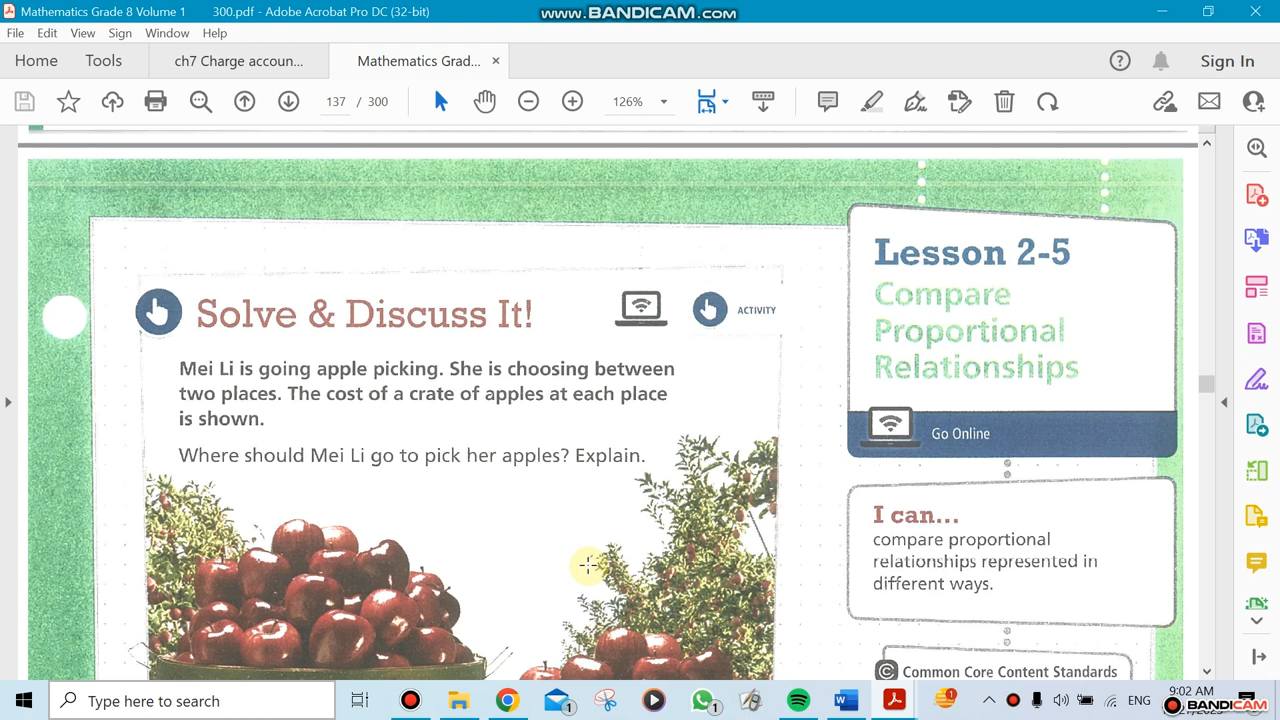 Mathematics Grade 8 Volume 1 300.pdf - Adobe Acrobat Pro DC (32-bit)
www.BANDICAM.com
File Edit View Sign Window Help
Home Tools ch7 Charge accoun... Mathematics Grad... ×
Sign In
137 / 300
126%
Solve & Discuss It!
ACTIVITY
Mei Li is going apple picking. She is choosing between
two places. The cost of a crate of apples at each place
is shown.
Where should Mei Li go to pick her apples? Explain.
Lesson 2-5
Compare
Proportional
Relationships
Go Online
I can...
compare proportional
relationships represented in
different ways.
Common Core Content Standards
Type here to search
ENG
9:02 AM
BANDICAM